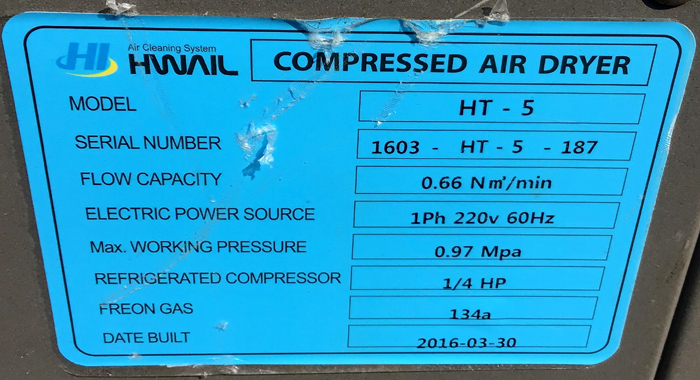 HI Air Cleaning System
HWAIL
COMPRESSED AIR DRYER
MODEL HT - 5
SERIAL NUMBER 1603 - HT - 5 - 187
FLOW CAPACITY 0.66 N㎥/min
ELECTRIC POWER SOURCE 1Ph 220v 60Hz
Max. WORKING PRESSURE 0.97 Mpa
REFRIGERATED COMPRESSOR 1/4 HP
FREON GAS 134a
DATE BUILT 2016-03-30